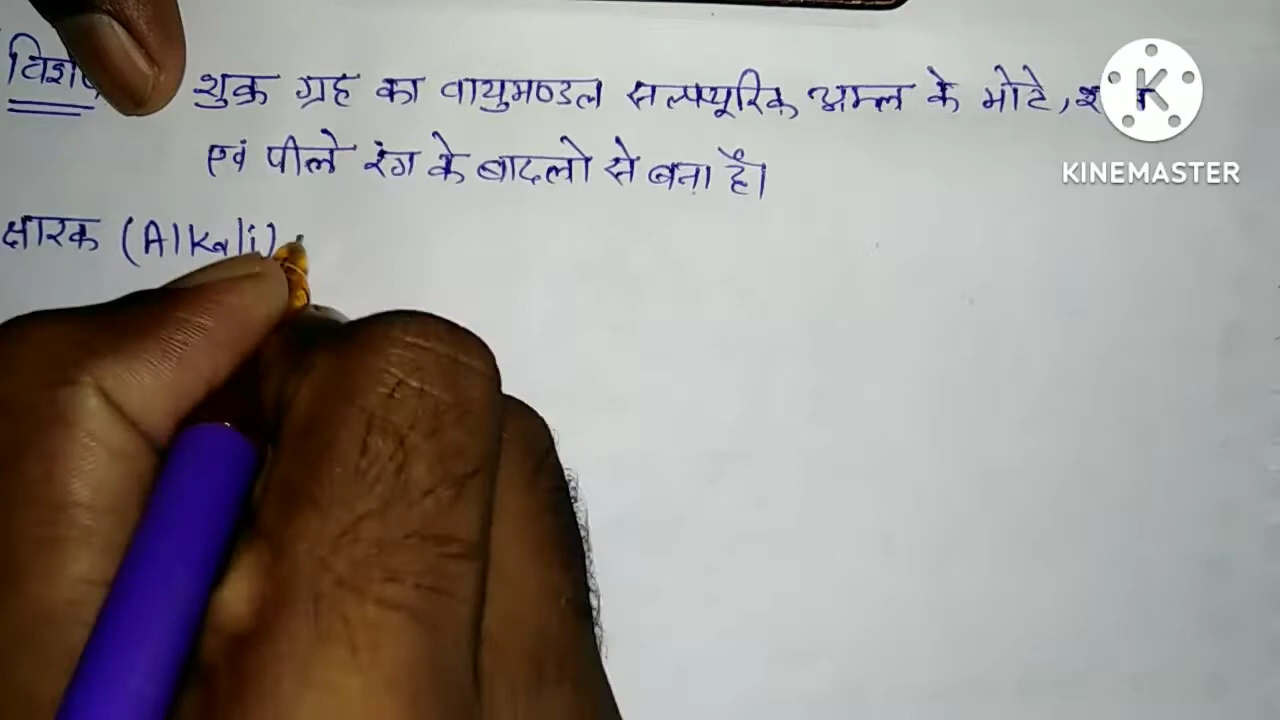 शुक्र ग्रह का वायुमण्डल सल्फ्यूरिक अम्ल के मोटे,
एवं पीले रंग के बादलो से बना है।
क्षारक (Alkali)
KINEMASTER